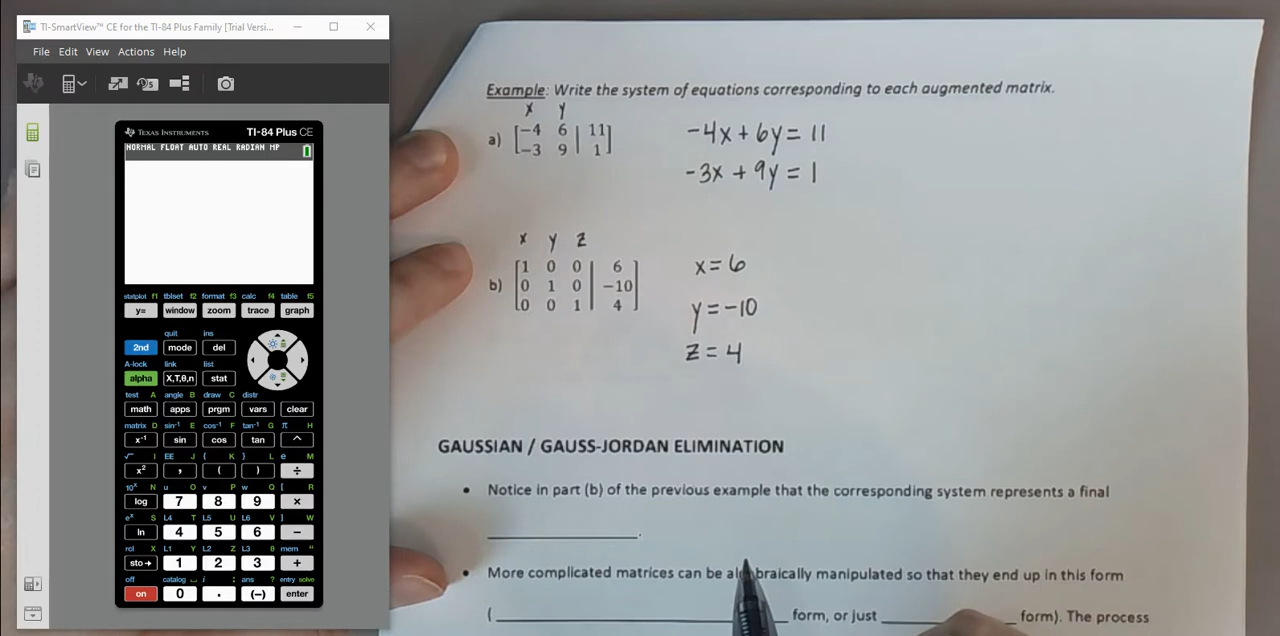 TI-SmartView™ CE for the TI-84 Plus Family [Trial Versi...
File Edit View Actions Help
TEXAS INSTRUMENTS TI-84 Plus CE
NORMAL FLOAT AUTO REAL RADIAN MP
statplot f1 tblset f2 format f3 calc f4 table f5
y= window zoom trace graph
quit ins
2nd mode del
A-lock link list
alpha X,T,θ,n stat
test A angle B draw C distr
math apps prgm vars clear
matrix D sin⁻¹ E cos⁻¹ F tan⁻¹ G π H
x⁻¹ sin cos tan ^
√ I EE J { K } L e M
x² , ( ) ÷
10ˣ N u O v P w Q [ R
log 7 8 9 ×
eˣ S L4 T L5 U L6 V ] W
ln 4 5 6 −
rcl X L1 Y L2 Z L3 θ mem "
sto→ 1 2 3 +
off catalog i : ans ? entry solve
on 0 . (−) enter
Example: Write the system of equations corresponding to each augmented matrix.
x y
a) [−4 6 | 11] -4x + 6y = 11
[−3 9 | 1] -3x + 9y = 1
x y z
b) [1 0 0 | 6] x = 6
[0 1 0 | −10] y = -10
[0 0 1 | 4] z = 4
GAUSSIAN / GAUSS-JORDAN ELIMINATION
• Notice in part (b) of the previous example that the corresponding system represents a final
____________.
• More complicated matrices can be algebraically manipulated so that they end up in this form
(____________ form, or just ____________ form). The process